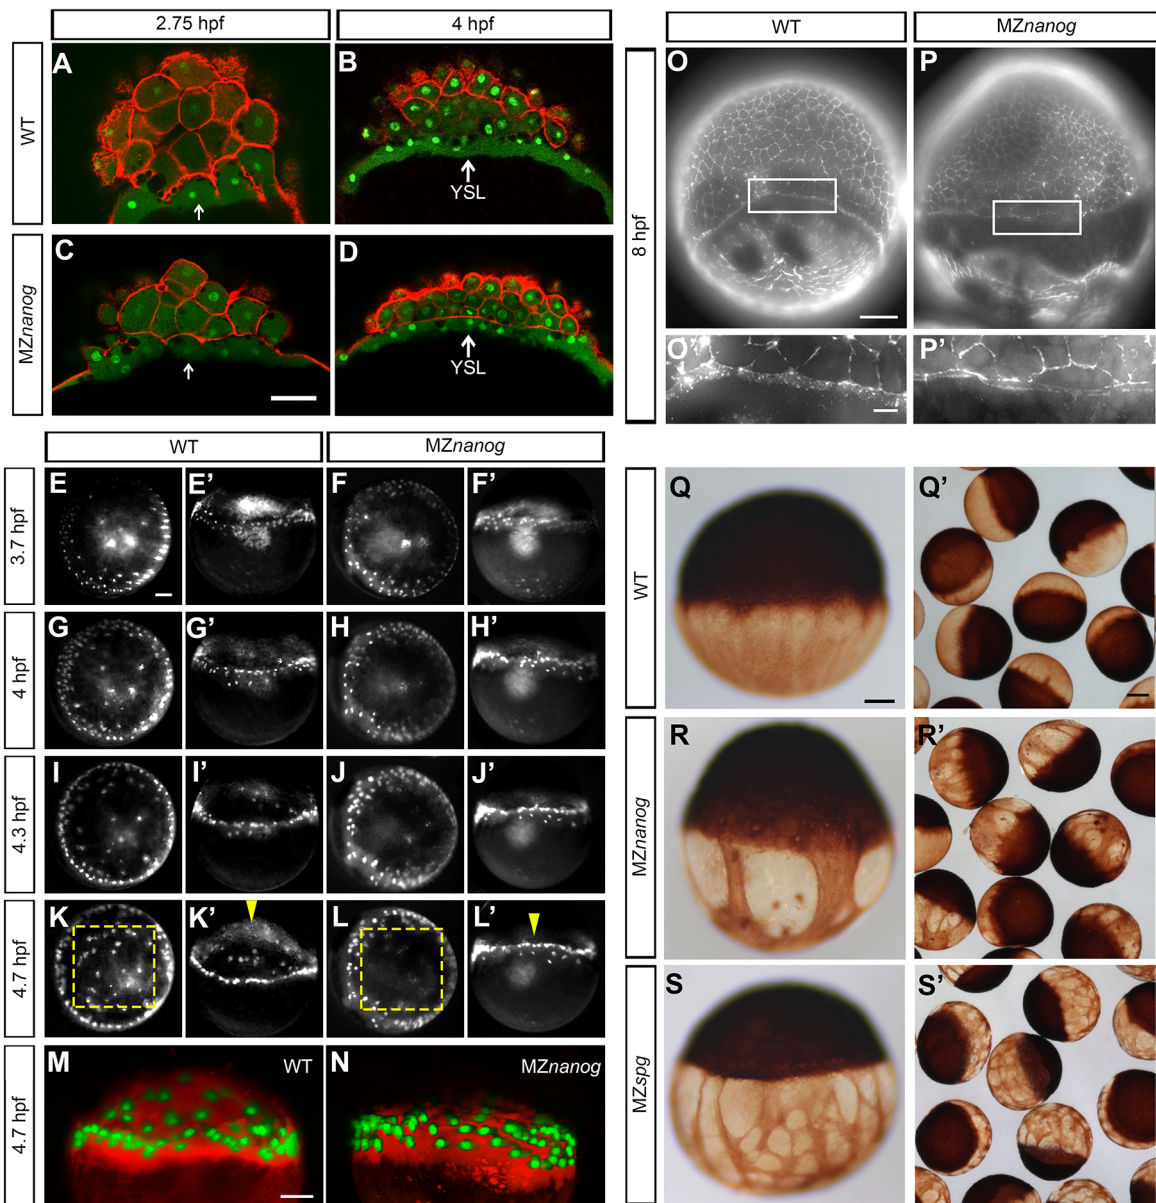 2.75 hpf
4 hpf
WT
A
B
YSL
MZnanog
C
D
YSL
WT
MZnanog
8 hpf
O
P
O'
P'
WT
MZnanog
3.7 hpf
E
E'
F
F'
4 hpf
G
G'
H
H'
4.3 hpf
I
I'
J
J'
4.7 hpf
K
K'
L
L'
4.7 hpf
M
WT
N
MZnanog
WT
Q
Q'
MZnanog
R
R'
MZspg
S
S'